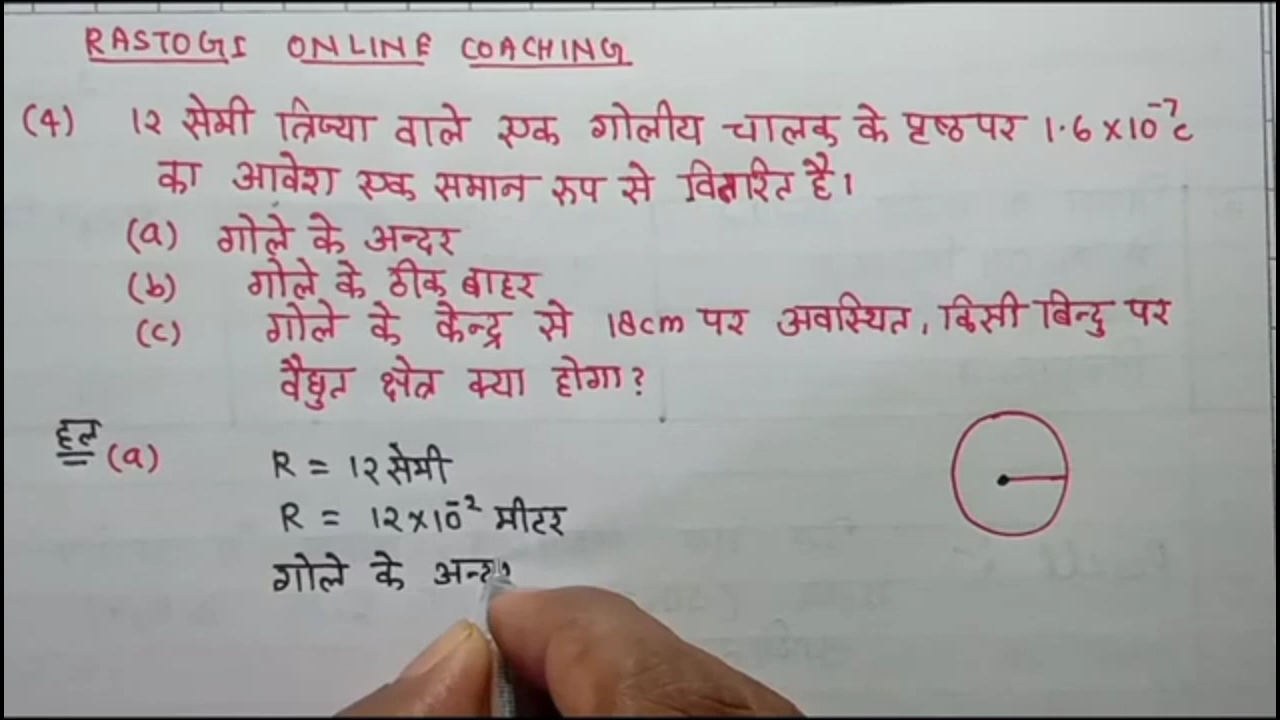 RASTOGI ONLINE COACHING
(4) 12 सेमी त्रिज्या वाले एक गोलीय चालक के पृष्ठ पर 1.6 × 10⁻⁷ c
का आवेश एक समान रूप से वितरित है।
(a) गोले के अन्दर
(b) गोले के ठीक बाहर
(c) गोले के केन्द्र से 18cm पर अवस्थित, किसी बिन्दु पर
वैद्युत क्षेत्र क्या होगा?
हल (a) R = 12 सेमी
R = 12×10⁻² मीटर
गोले के